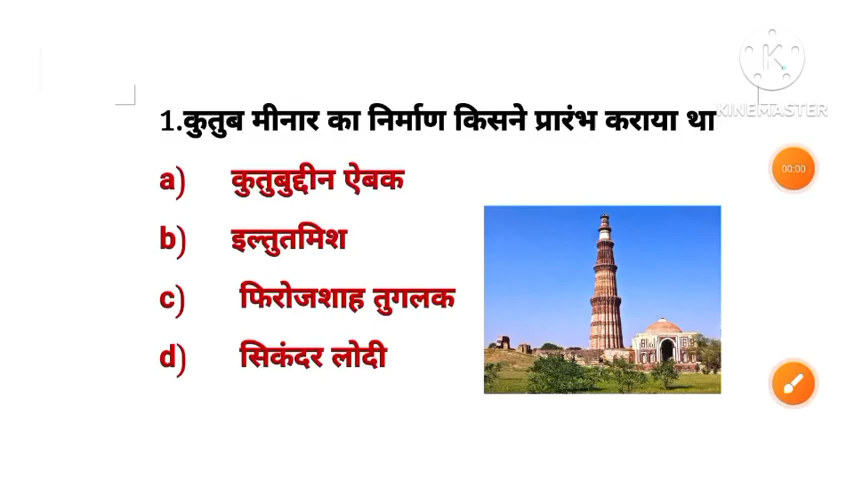 K
KINEMASTER
1.कुतुब मीनार का निर्माण किसने प्रारंभ कराया था
00:00
a) कुतुबुद्दीन ऐबक
b) इल्तुतमिश
c) फिरोजशाह तुगलक
d) सिकंदर लोदी